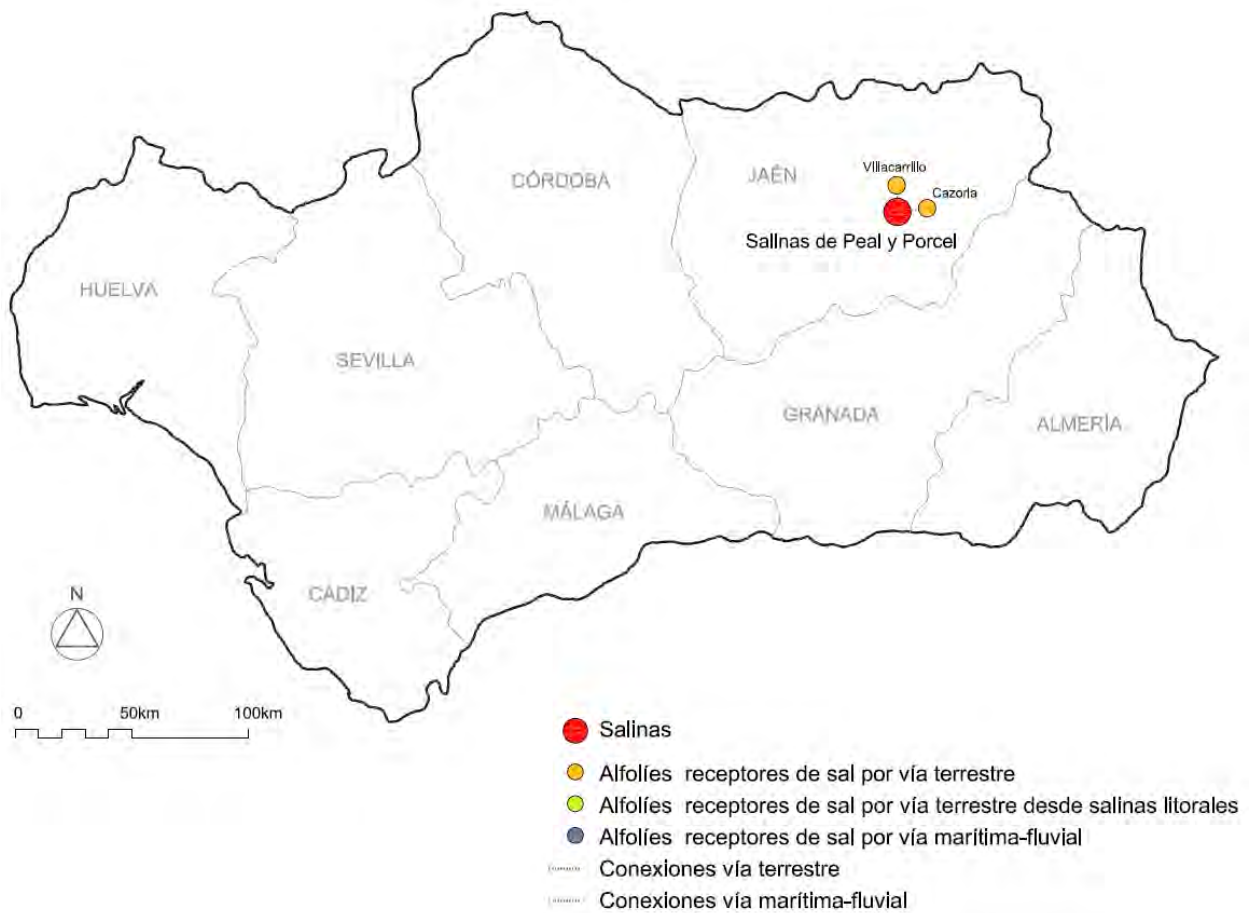 CÓRDOBA
JAÉN
Villacarrillo
Cazorla
Salinas de Peal y Porcel
HUELVA
SEVILLA
GRANADA
ALMERÍA
MÁLAGA
CÁDIZ
N
0 50km 100km
Salinas
Alfolíes receptores de sal por vía terrestre
Alfolíes receptores de sal por vía terrestre desde salinas litorales
Alfolíes receptores de sal por vía marítima-fluvial
Conexiones vía terrestre
Conexiones vía marítima-fluvial